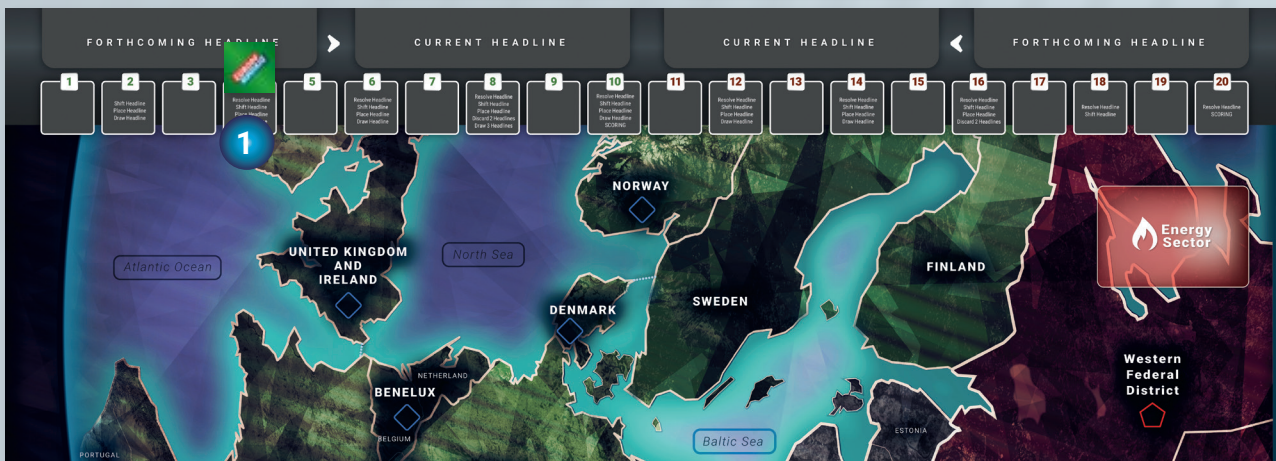 FORTHCOMING HEADLINE
CURRENT HEADLINE
CURRENT HEADLINE
FORTHCOMING HEADLINE
1
2
Shift Headline
Place Headline
Draw Headline
3
Resolve Headline
Shift Headline
Place Headline
5
6
Resolve Headline
Shift Headline
Place Headline
Draw Headline
7
8
Resolve Headline
Shift Headline
Place Headline
Discard 2 Headlines
Draw 3 Headlines
9
10
Resolve Headline
Shift Headline
Place Headline
Draw Headline
SCORING
11
12
Resolve Headline
Shift Headline
Place Headline
Draw Headline
13
14
Resolve Headline
Shift Headline
Place Headline
Draw Headline
15
16
Resolve Headline
Shift Headline
Place Headline
Discard 2 Headlines
17
18
Resolve Headline
Shift Headline
19
20
Resolve Headline
SCORING
1
NORWAY
UNITED KINGDOM
AND
IRELAND
Atlantic Ocean
North Sea
FINLAND
Energy
Sector
SWEDEN
DENMARK
Western
Federal
District
NETHERLAND
BENELUX
BELGIUM
ESTONIA
Baltic Sea
PORTUGAL